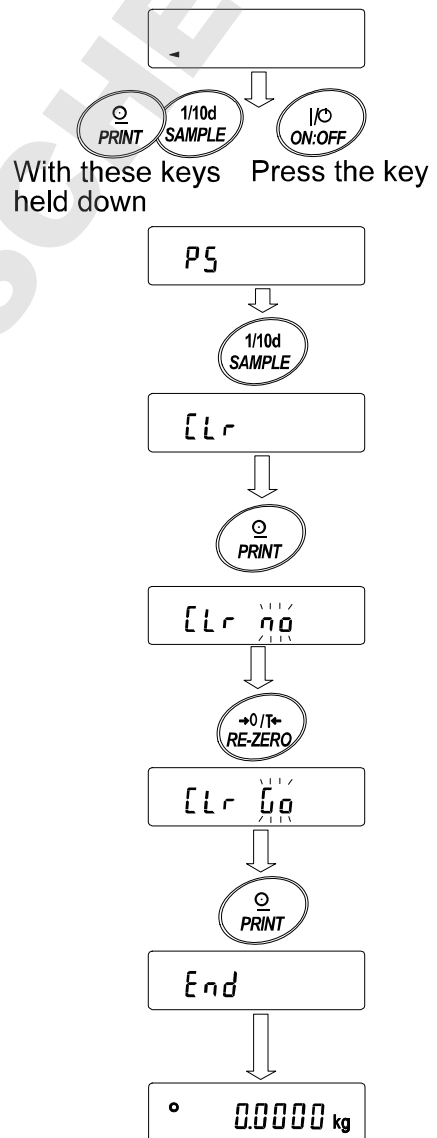 1/10d
PRINT SAMPLE ON:OFF
With these keys Press the key
held down
PS
1/10d
SAMPLE
CLr
PRINT
CLr no
→0/T←
RE-ZERO
CLr Go
PRINT
End
0.0000 kg